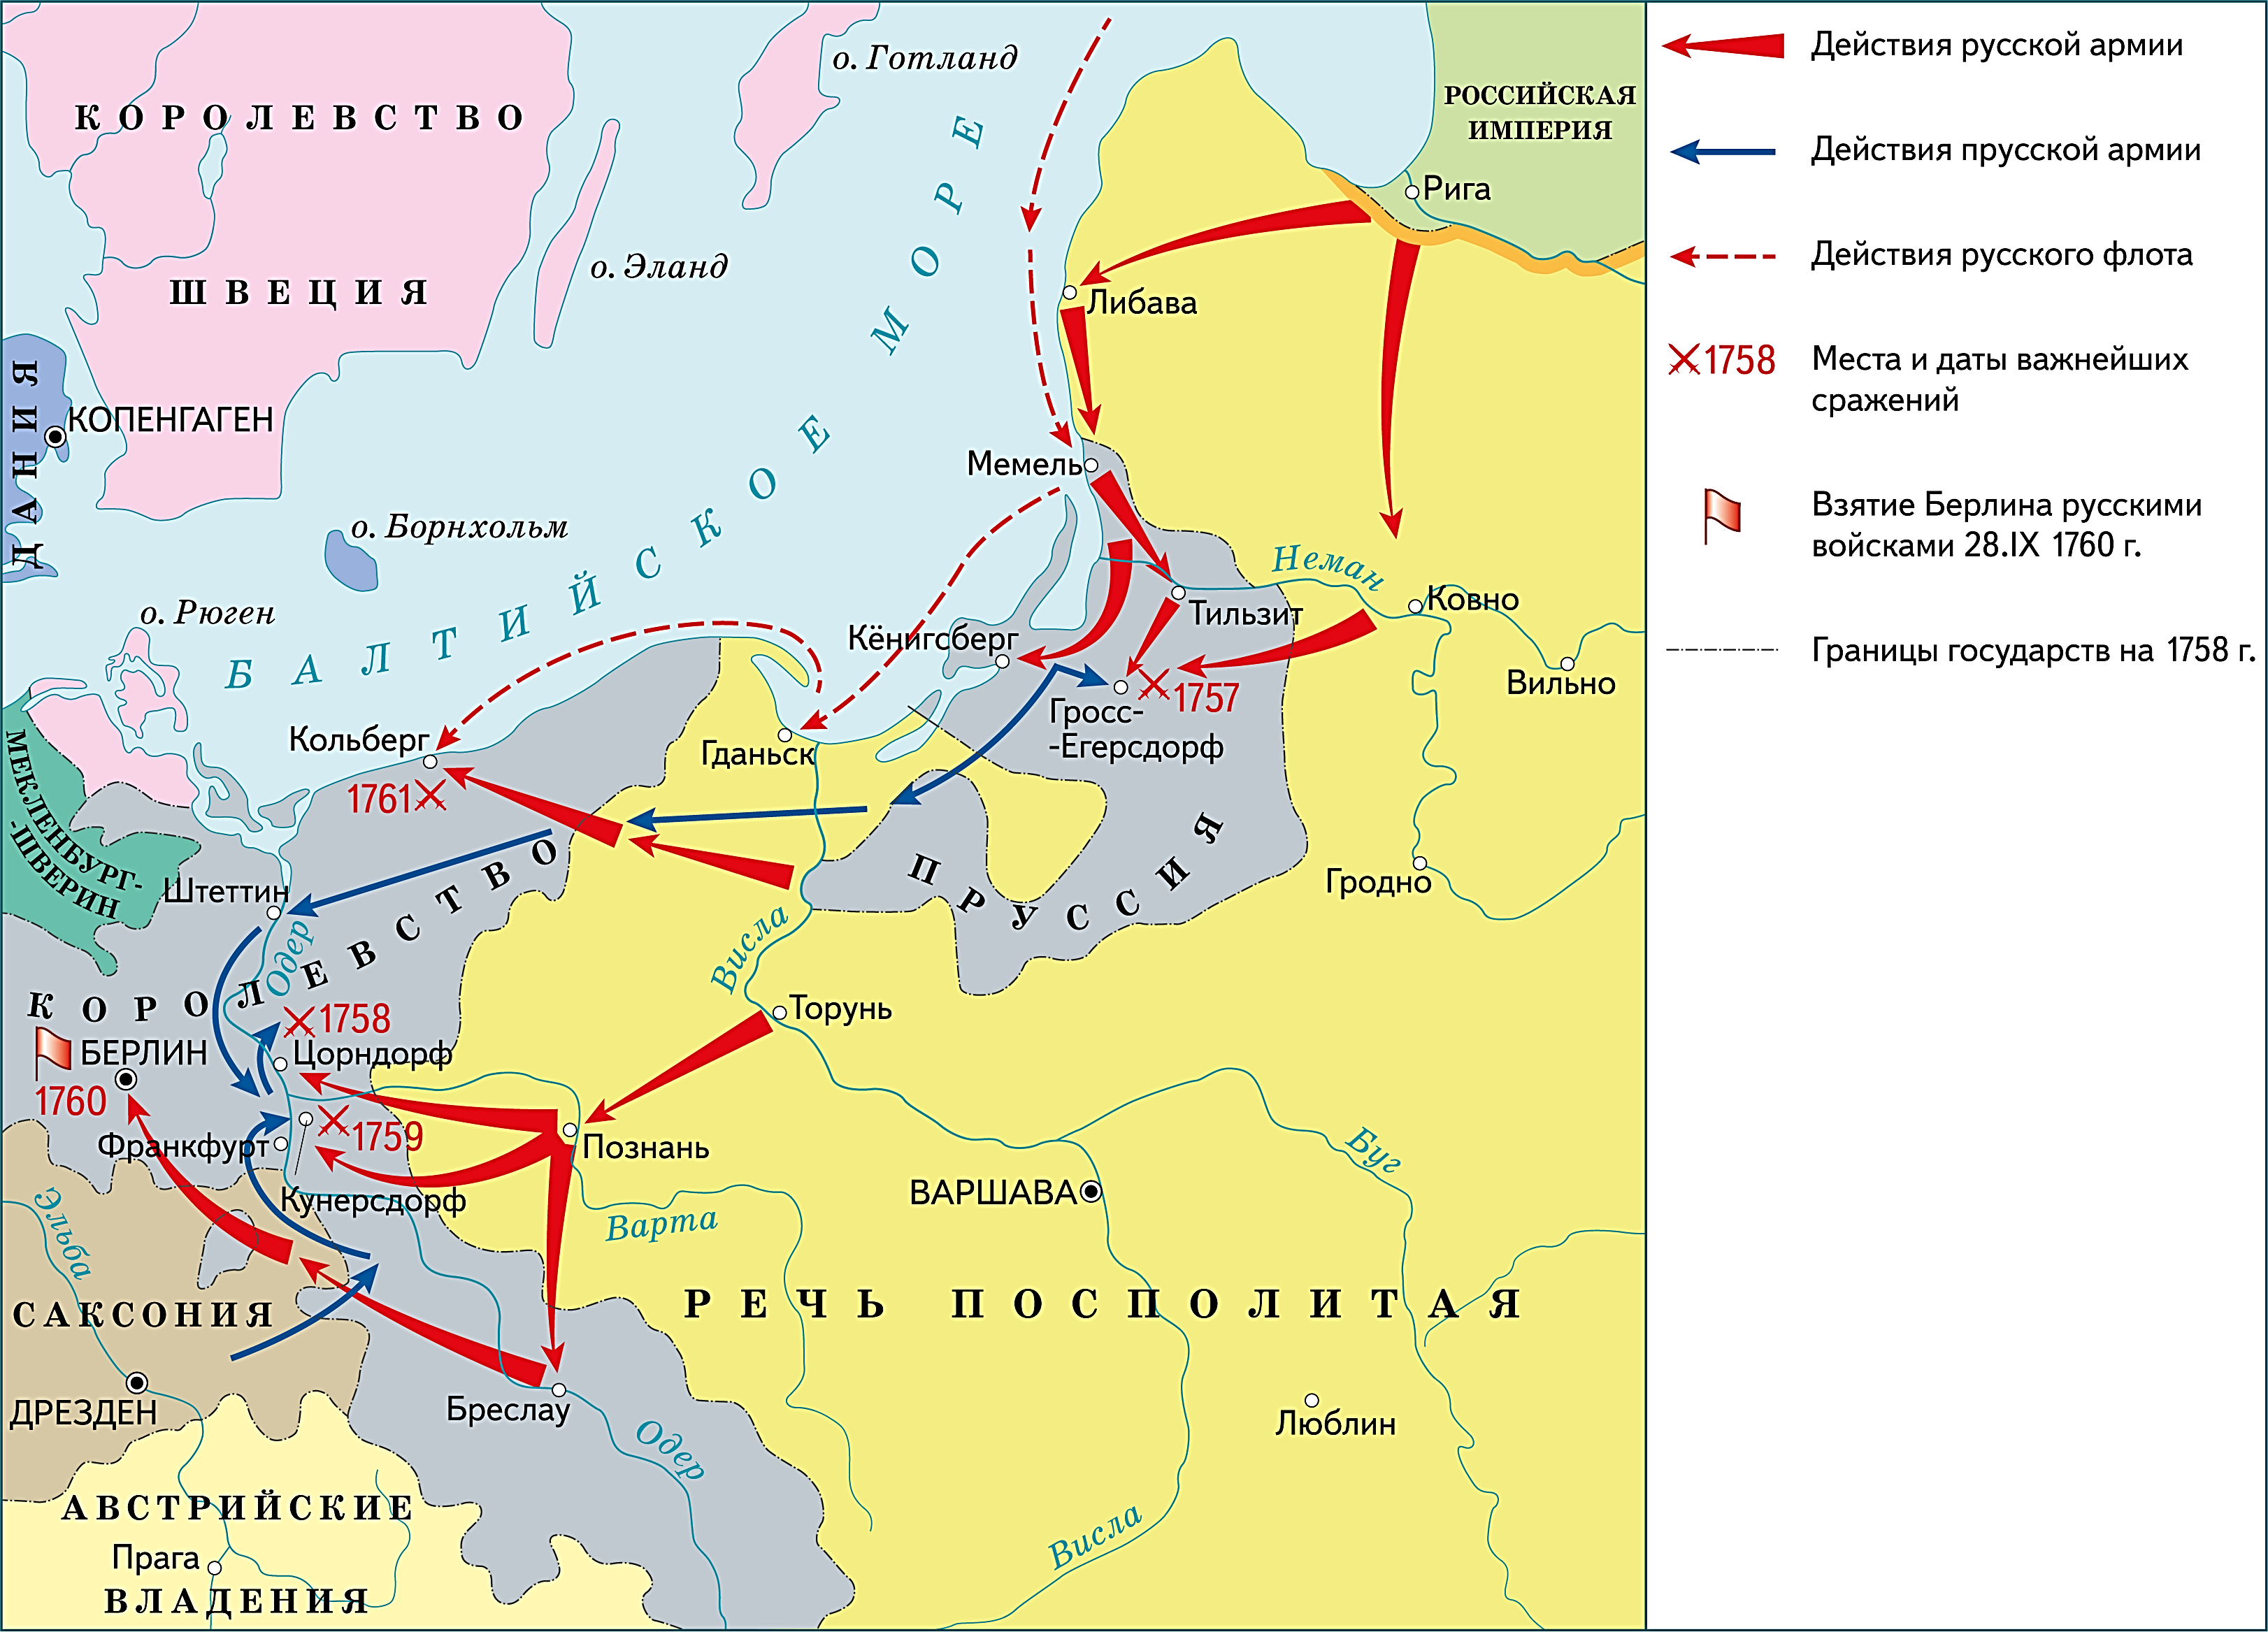 КОРОЛЕВСТВО
ШВЕЦИЯ
о. Готланд
РОССИЙСКАЯ
ИМПЕРИЯ
Рига
о. Эланд
Либава
ДАНИЯ
КОПЕНГАГЕН
БАЛТИЙСКОЕ МОРЕ
Мемель
о. Борнхольм
Неман
Ковно
Тильзит
о. Рюген
Кёнигсберг
Вильно
1757
Гросс-
-Егерсдорф
Кольберг
Гданьск
1761
МЕКЛЕНБУРГ-
-ШВЕРИН
Штеттин
Гродно
КОРОЛЕВСТВО
ПРУССИЯ
Одер
Висла
Торунь
1758
Цорндорф
БЕРЛИН
1760
1759
Франкфурт
Познань
Кунерсдорф
Варта
ВАРШАВА
Буг
Эльба
САКСОНИЯ
РЕЧЬ ПОСПОЛИТАЯ
ДРЕЗДЕН
Бреслау
Одер
Люблин
АВСТРИЙСКИЕ
Прага
ВЛАДЕНИЯ
Висла
Действия русской армии
Действия прусской армии
Действия русского флота
1758 Места и даты важнейших
сражений
Взятие Берлина русскими
войсками 28.IX 1760 г.
Границы государств на 1758 г.